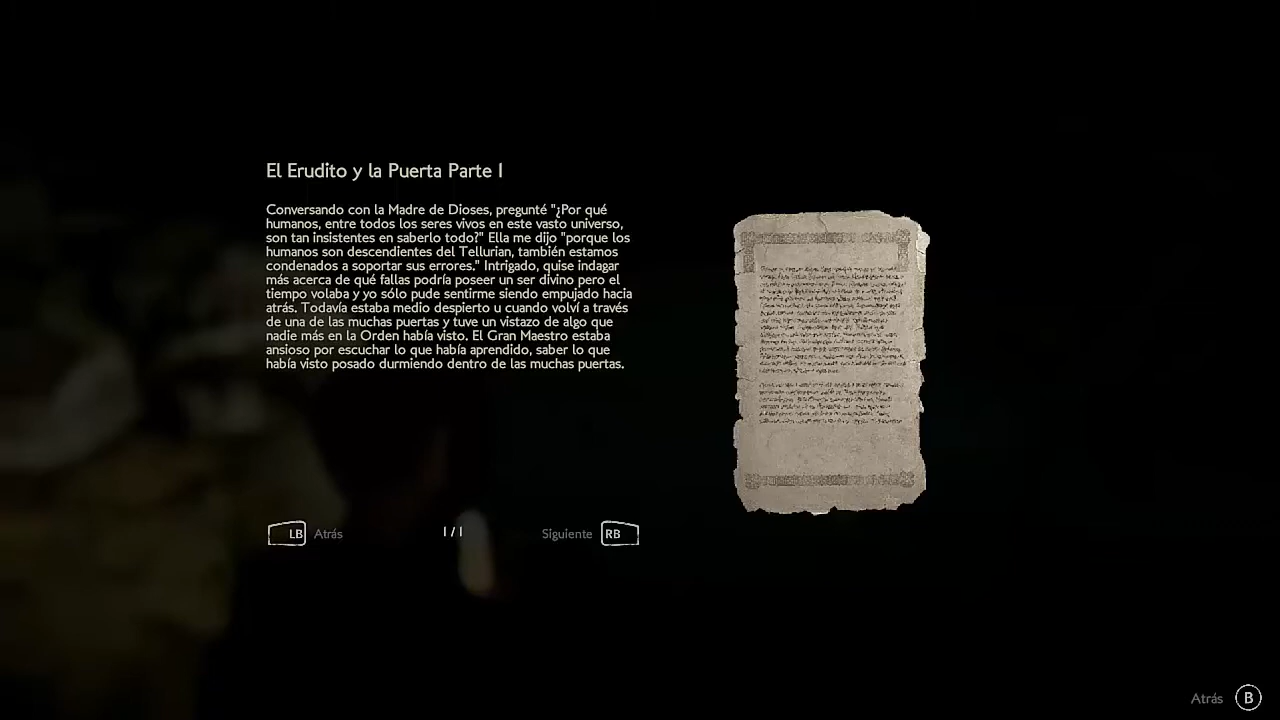 El Erudito y la Puerta Parte I
Conversando con la Madre de Dioses, pregunté "¿Por qué
humanos, entre todos los seres vivos en este vasto universo,
son tan insistentes en saberlo todo?" Ella me dijo "porque los
humanos son descendientes del Tellurian, también estamos
condenados a soportar sus errores." Intrigado, quise indagar
más acerca de qué fallas podría poseer un ser divino pero el
tiempo volaba y yo sólo pude sentirme siendo empujado hacia
atrás. Todavía estaba medio despierto u cuando volví a través
de una de las muchas puertas y tuve un vistazo de algo que
nadie más en la Orden había visto. El Gran Maestro estaba
ansioso por escuchar lo que había aprendido, saber lo que
había visto posado durmiendo dentro de las muchas puertas.
LB Atrás 1/1 Siguiente RB
Atrás B